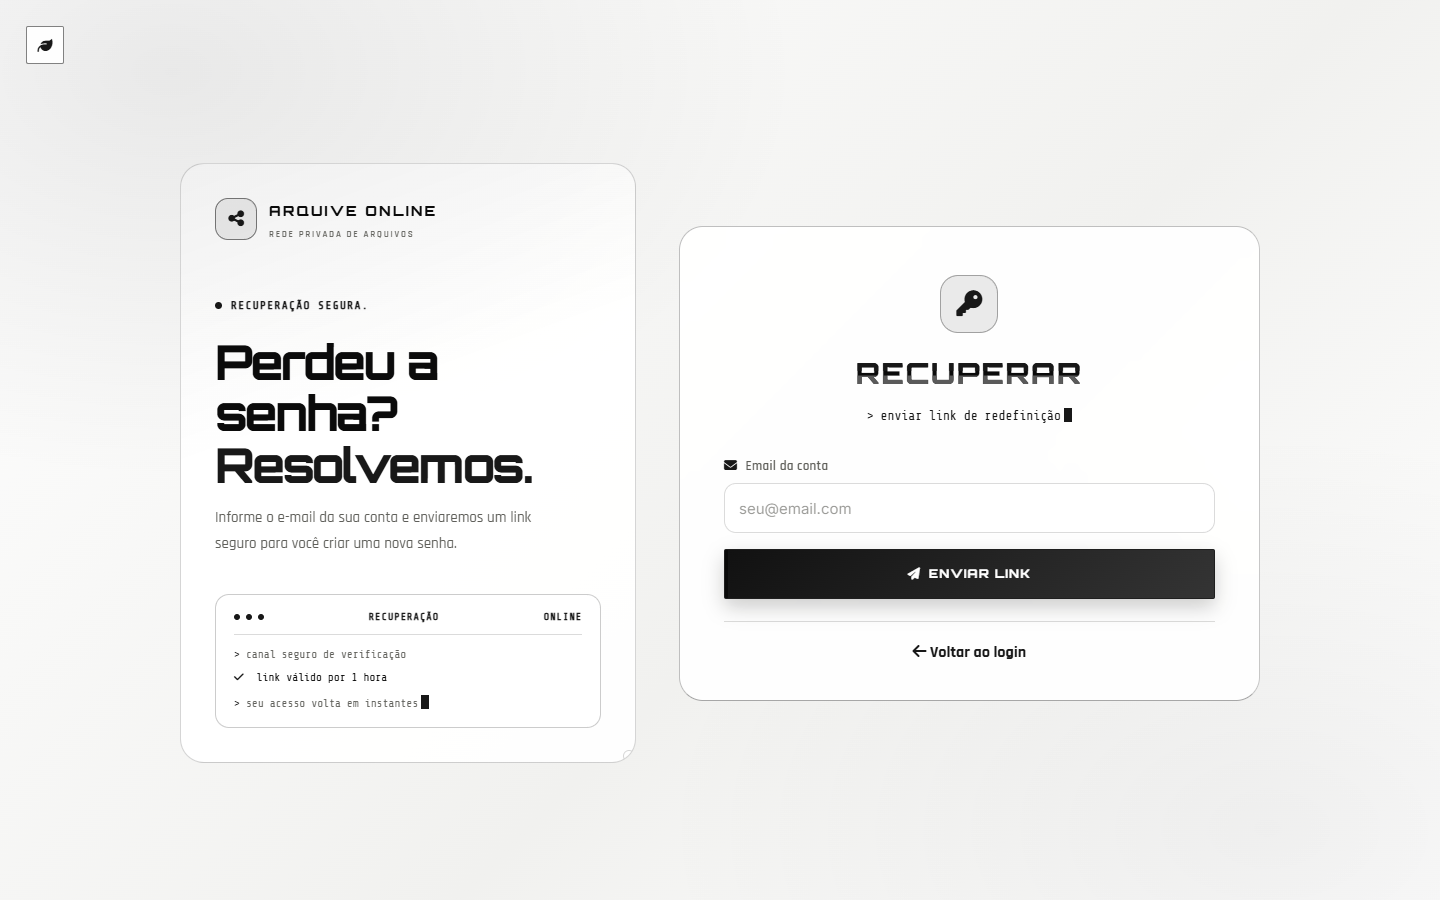 ARQUIVE ONLINE
REDE PRIVADA DE ARQUIVOS
RECUPERAÇÃO SEGURA.
Perdeu a
senha?
Resolvemos.
Informe o e-mail da sua conta e enviaremos um link
seguro para você criar uma nova senha.
RECUPERAÇÃO ONLINE
> canal seguro de verificação
link válido por 1 hora
> seu acesso volta em instantes
RECUPERAR
> enviar link de redefinição
Email da conta
seu@email.com
ENVIAR LINK
Voltar ao login